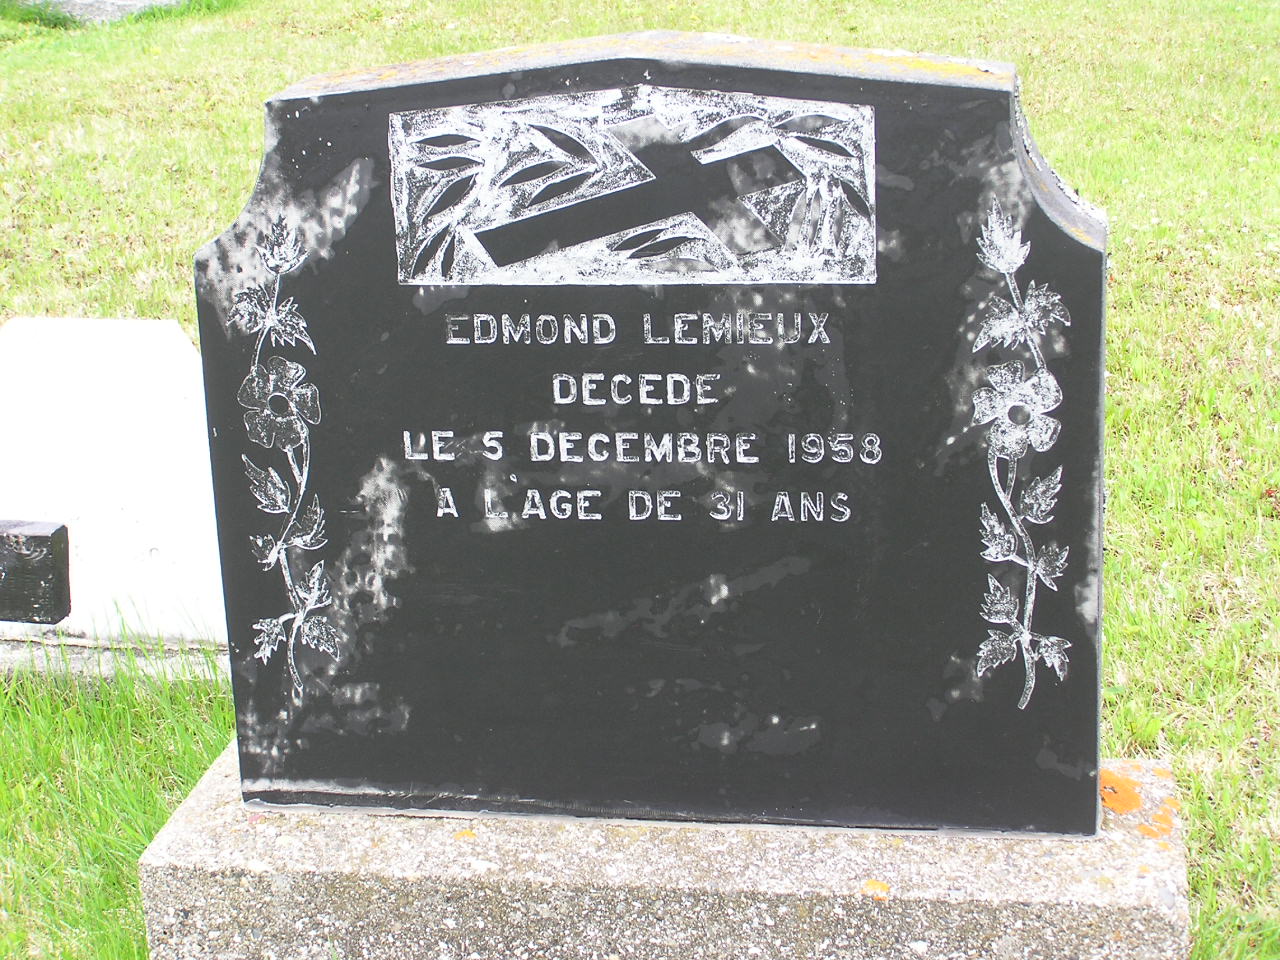 EDMOND LEMIEUX
DECEDE
LE 5 DECEMBRE 1958
A L'AGE DE 31 ANS